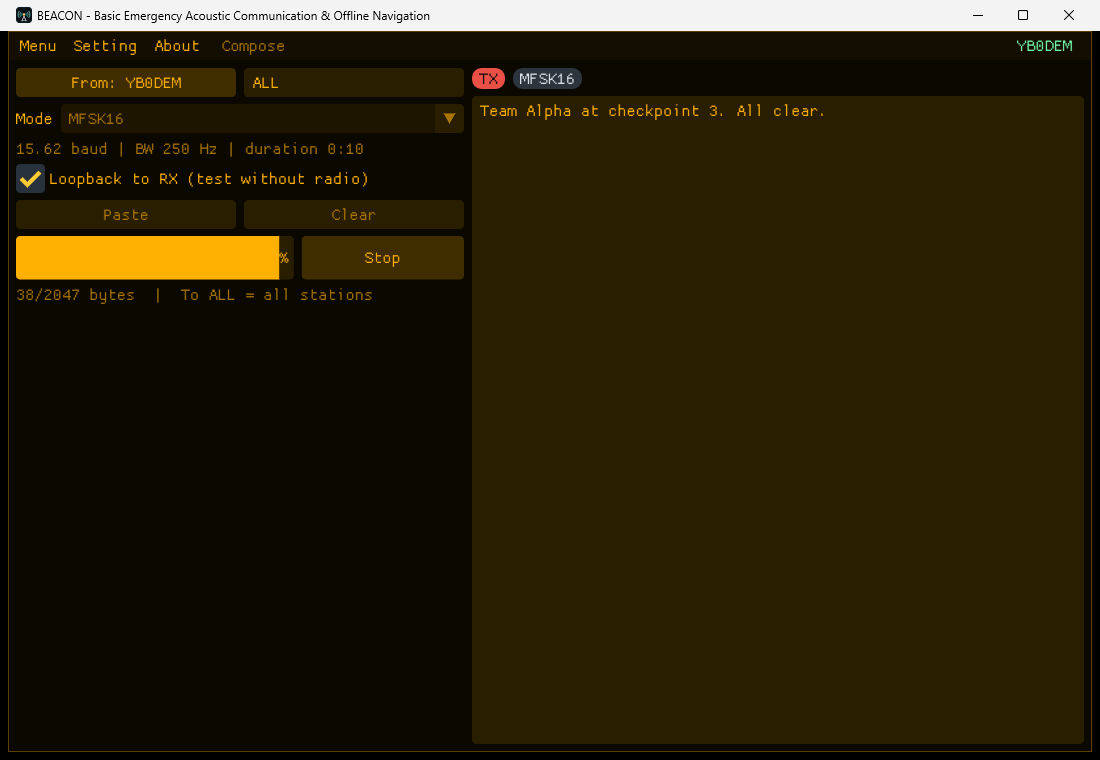 BEACON - Basic Emergency Acoustic Communication & Offline Navigation
Menu Setting About Compose YB0DEM
From: YB0DEM ALL
Mode MFSK16
15.62 baud | BW 250 Hz | duration 0:10
Loopback to RX (test without radio)
Paste Clear
% Stop
38/2047 bytes | To ALL = all stations
TX MFSK16
Team Alpha at checkpoint 3. All clear.